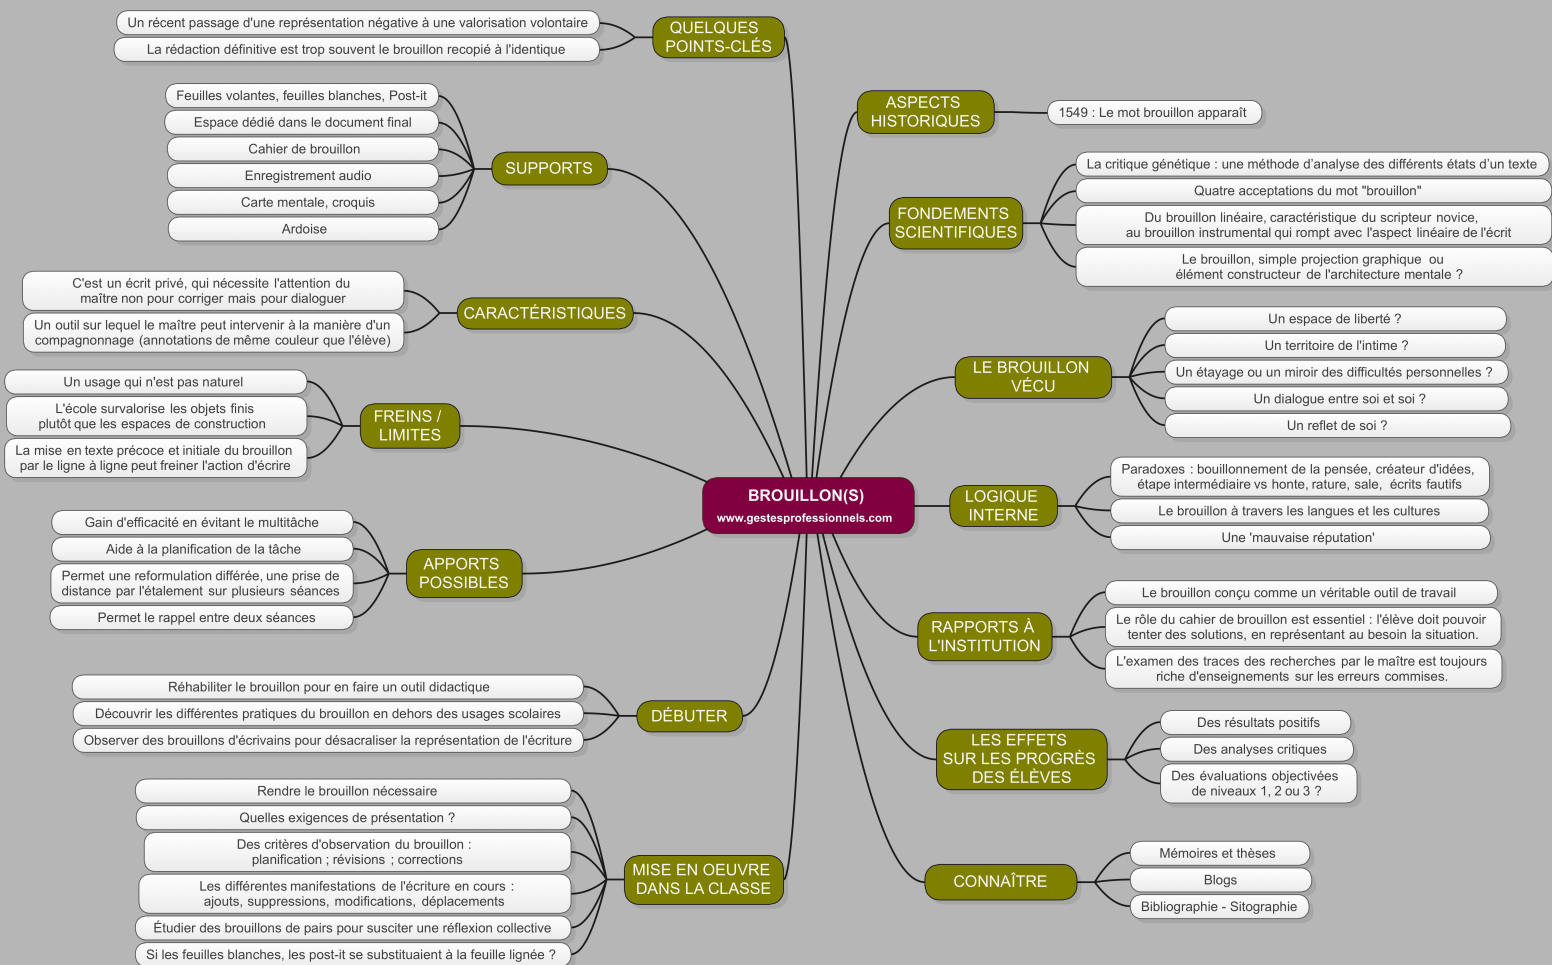 BROUILLON(S)
www.gestesprofessionnels.com
QUELQUES
POINTS-CLÉS
Un récent passage d'une représentation négative à une valorisation volontaire
La rédaction définitive est trop souvent le brouillon recopié à l'identique
SUPPORTS
Feuilles volantes, feuilles blanches, Post-it
Espace dédié dans le document final
Cahier de brouillon
Enregistrement audio
Carte mentale, croquis
Ardoise
CARACTÉRISTIQUES
C'est un écrit privé, qui nécessite l'attention du
maître non pour corriger mais pour dialoguer
Un outil sur lequel le maître peut intervenir à la manière d'un
compagnonnage (annotations de même couleur que l'élève)
FREINS /
LIMITES
Un usage qui n'est pas naturel
L'école survalorise les objets finis
plutôt que les espaces de construction
La mise en texte précoce et initiale du brouillon
par le ligne à ligne peut freiner l'action d'écrire
APPORTS
POSSIBLES
Gain d'efficacité en évitant le multitâche
Aide à la planification de la tâche
Permet une reformulation différée, une prise de
distance par l'étalement sur plusieurs séances
Permet le rappel entre deux séances
DÉBUTER
Réhabiliter le brouillon pour en faire un outil didactique
Découvrir les différentes pratiques du brouillon en dehors des usages scolaires
Observer des brouillons d'écrivains pour désacraliser la représentation de l'écriture
MISE EN OEUVRE
DANS LA CLASSE
Rendre le brouillon nécessaire
Quelles exigences de présentation ?
Des critères d'observation du brouillon :
planification ; révisions ; corrections
Les différentes manifestations de l'écriture en cours :
ajouts, suppressions, modifications, déplacements
Étudier des brouillons de pairs pour susciter une réflexion collective
Si les feuilles blanches, les post-it se substituaient à la feuille lignée ?
ASPECTS
HISTORIQUES
1549 : Le mot brouillon apparaît
FONDEMENTS
SCIENTIFIQUES
La critique génétique : une méthode d'analyse des différents états d'un texte
Quatre acceptations du mot "brouillon"
Du brouillon linéaire, caractéristique du scripteur novice,
au brouillon instrumental qui rompt avec l'aspect linéaire de l'écrit
Le brouillon, simple projection graphique ou
élément constructeur de l'architecture mentale ?
LE BROUILLON
VÉCU
Un espace de liberté ?
Un territoire de l'intime ?
Un étayage ou un miroir des difficultés personnelles ?
Un dialogue entre soi et soi ?
Un reflet de soi ?
LOGIQUE
INTERNE
Paradoxes : bouillonnement de la pensée, créateur d'idées,
étape intermédiaire vs honte, rature, sale, écrits fautifs
Le brouillon à travers les langues et les cultures
Une 'mauvaise réputation'
RAPPORTS À
L'INSTITUTION
Le brouillon conçu comme un véritable outil de travail
Le rôle du cahier de brouillon est essentiel : l'élève doit pouvoir
tenter des solutions, en représentant au besoin la situation.
L'examen des traces des recherches par le maître est toujours
riche d'enseignements sur les erreurs commises.
LES EFFETS
SUR LES PROGRÈS
DES ÉLÈVES
Des résultats positifs
Des analyses critiques
Des évaluations objectivées
de niveaux 1, 2 ou 3 ?
CONNAÎTRE
Mémoires et thèses
Blogs
Bibliographie - Sitographie